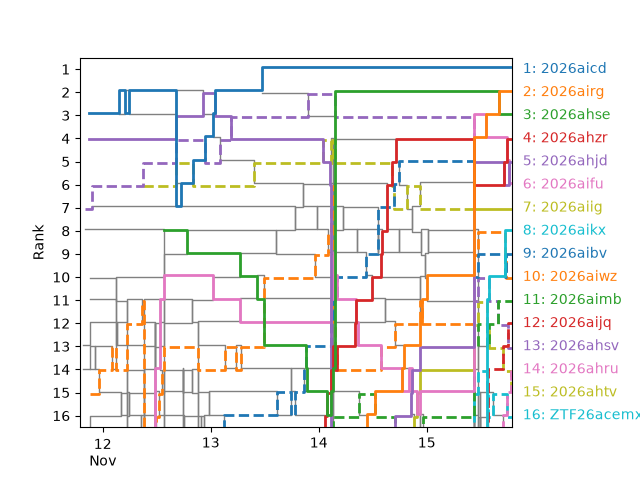 1
2
3
4
5
6
7
8
9
10
11
12
13
14
15
16
Rank
12
13
14
15
Nov
1: 2026aicd
2: 2026airg
3: 2026ahse
4: 2026ahzr
5: 2026ahjd
6: 2026aifu
7: 2026aiig
8: 2026aikx
9: 2026aibv
10: 2026aiwz
11: 2026aimb
12: 2026aijq
13: 2026ahsv
14: 2026ahru
15: 2026ahtv
16: ZTF26acemx